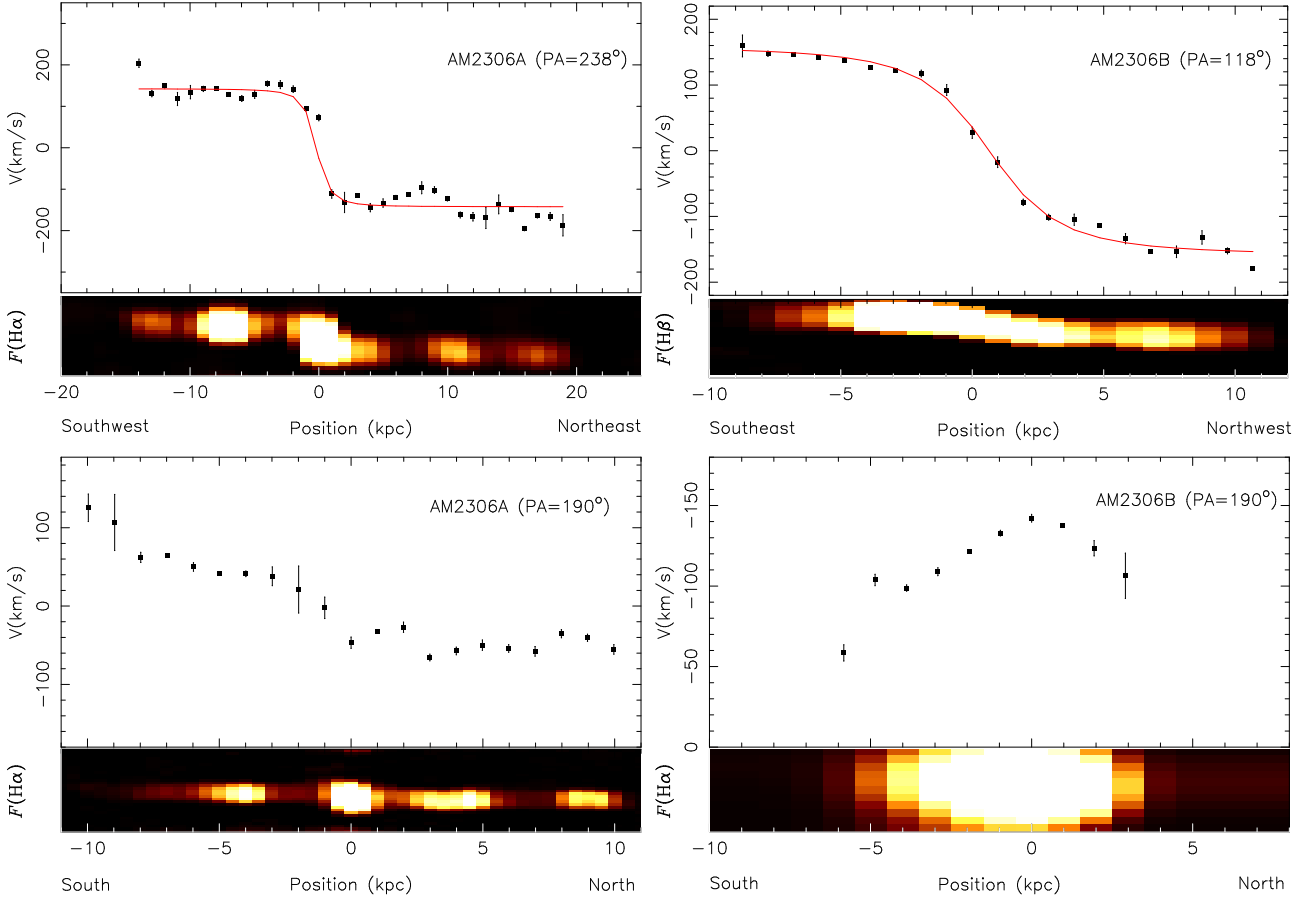 AM2306A (PA=238°)
V(km/s)
200
0
−200
F(Hα)
−20 −10 0 10 20
Southwest Position (kpc) Northeast
AM2306B (PA=118°)
V(km/s)
200
100
0
−100
−200
F(Hβ)
−10 −5 0 5 10
Southeast Position (kpc) Northwest
AM2306A (PA=190°)
V(km/s)
100
0
−100
F(Hα)
−10 −5 0 5 10
South Position (kpc) North
AM2306B (PA=190°)
V(km/s)
−150
−100
−50
0
F(Hα)
−10 −5 0 5
South Position (kpc) North